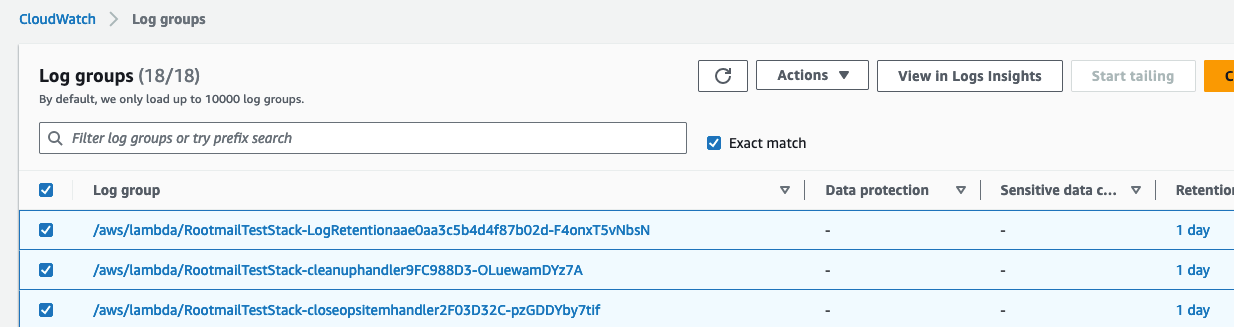 CloudWatch > Log groups
Log groups (18/18)
By default, we only load up to 10000 log groups.
Actions
View in Logs Insights
Start tailing
Filter log groups or try prefix search
Exact match
Log group
Data protection
Sensitive data c...
/aws/lambda/RootmailTestStack-LogRetentionaae0aa3c5b4d4f87b02d-F4onxT5vNbsN - - 1 day
/aws/lambda/RootmailTestStack-cleanuphandler9FC988D3-OLuewamDYz7A - - 1 day
/aws/lambda/RootmailTestStack-closeopsitemhandler2F03D32C-pzGDDYby7tif - - 1 day